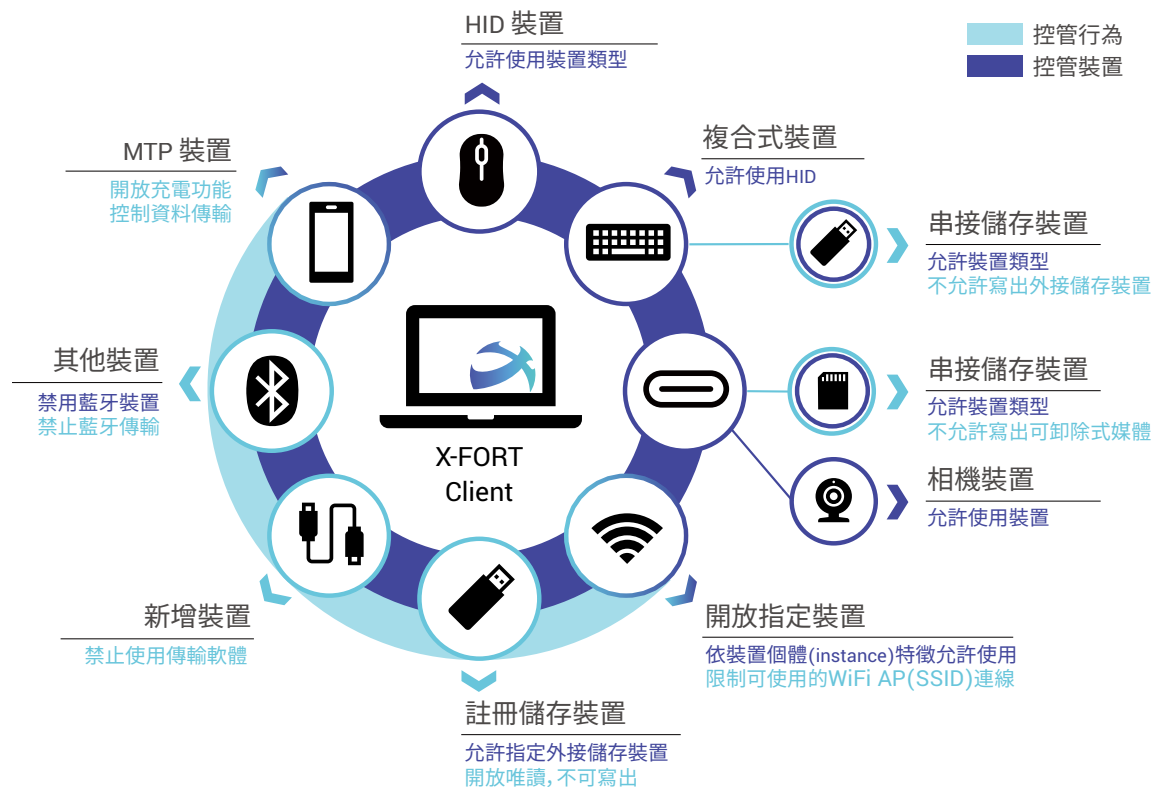 HID 裝置
允許使用裝置類型
控管行為
控管裝置
MTP 裝置
開放充電功能
控制資料傳輸
複合式裝置
允許使用HID
串接儲存裝置
允許裝置類型
不允許寫出外接儲存裝置
其他裝置
禁用藍牙裝置
禁止藍牙傳輸
串接儲存裝置
允許裝置類型
不允許寫出可卸除式媒體
X-FORT
Client
相機裝置
允許使用裝置
新增裝置
禁止使用傳輸軟體
開放指定裝置
依裝置個體(instance)特徵允許使用
限制可使用的WiFi AP(SSID)連線
註冊儲存裝置
允許指定外接儲存裝置
開放唯讀,不可寫出